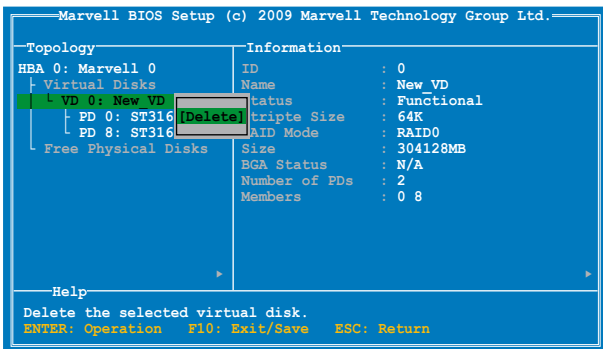 Marvell BIOS Setup (c) 2009 Marvell Technology Group Ltd.
Topology
HBA 0: Marvell 0
Virtual Disks
VD 0: New_VD
PD 0: ST316
PD 8: ST316
Free Physical Disks
[Delete]
Information
ID : 0
Name : New_VD
tatus : Functional
tripte Size : 64K
AID Mode : RAID0
Size : 304128MB
BGA Status : N/A
Number of PDs : 2
Members : 0 8
Help
Delete the selected virtual disk.
ENTER: Operation F10: Exit/Save ESC: Return